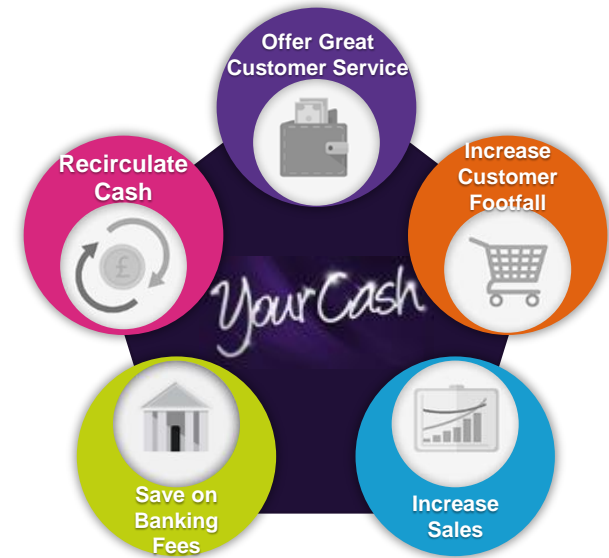 Offer Great
Customer Service
Recirculate
Cash
Increase
Customer
Footfall
£
YourCash
Save on
Banking
Fees
Increase
Sales